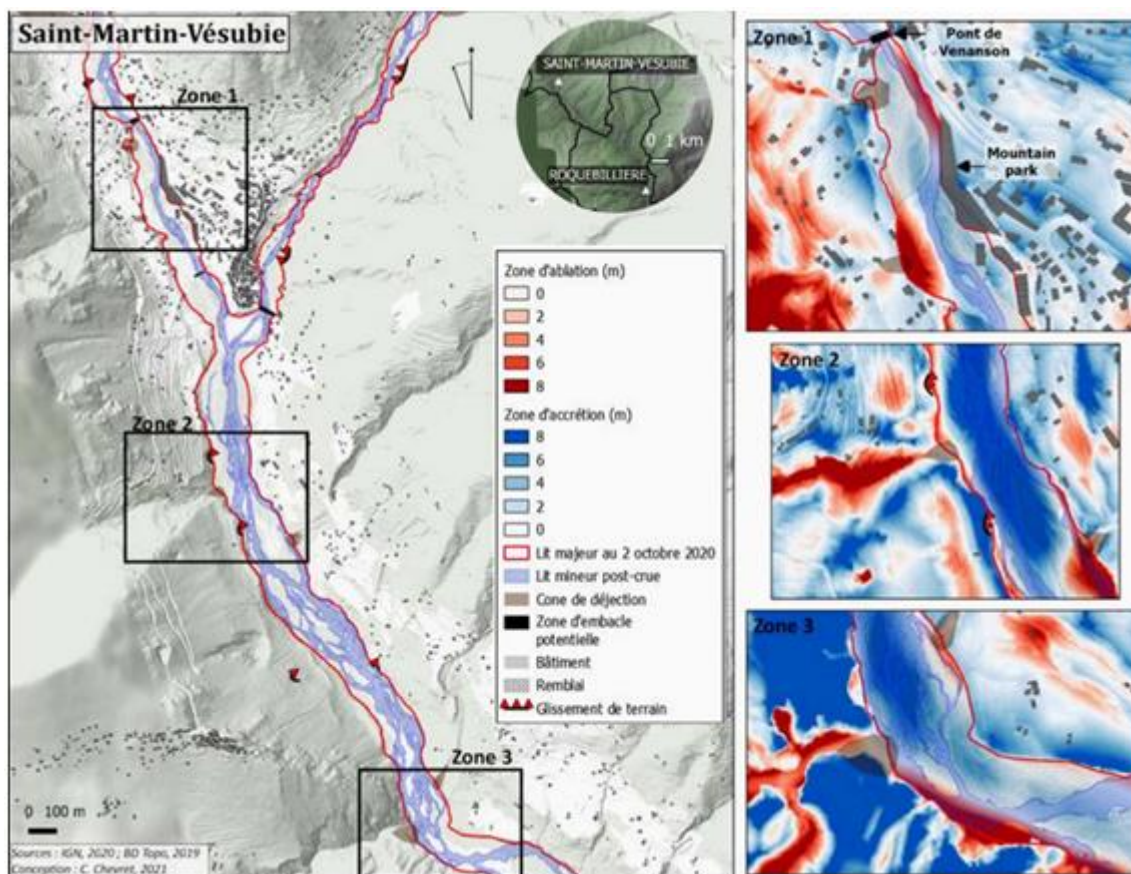 Saint-Martin-Vésubie
Zone 1
SAINT-MARTIN-VESUBIE
0 1 km
ROQUEBILLIERE
Zone 2
Zone 3
0 100 m
Sources : IGN, 2020 ; BD Topo, 2019
Conception : C. Chevret, 2021
Zone d'ablation (m)
0
2
4
6
8
Zone d'accrétion (m)
8
6
4
2
0
Lit majeur au 2 octobre 2020
Lit mineur post-crue
Cone de déjection
Zone d'embacle
potentielle
Bâtiment
Remblai
Glissement de terrain
Zone 1
Pont de
Venanson
Mountain
park
Zone 2
Zone 3